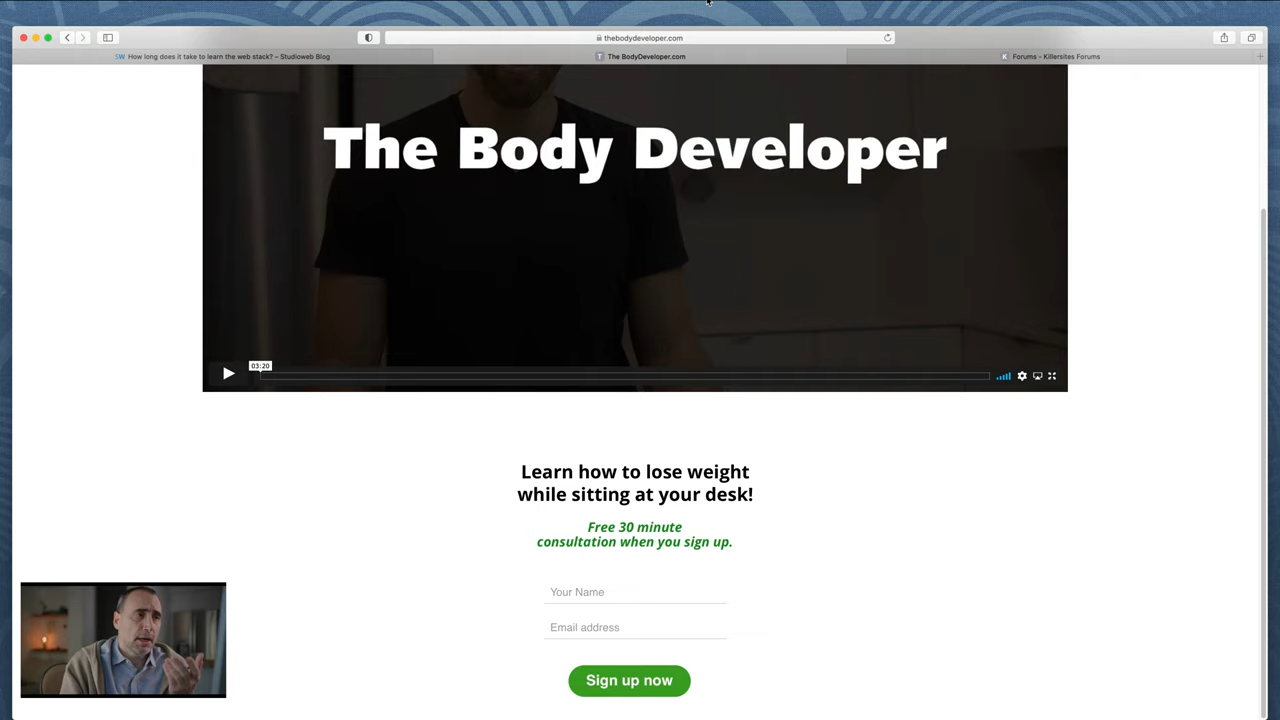 thebodydeveloper.com
SW How long does it take to learn the web stack? – Studioweb Blog
T The BodyDeveloper.com
K Forums - Killersites Forums
The Body Developer
03:20
Learn how to lose weight
while sitting at your desk!
Free 30 minute
consultation when you sign up.
Your Name
Email address
Sign up now